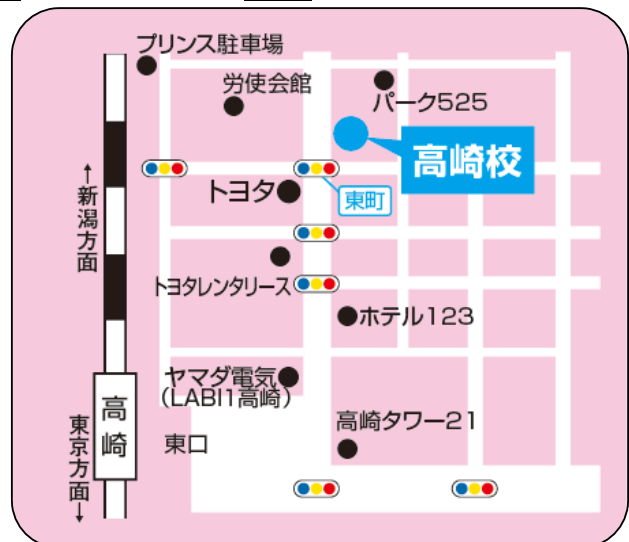 プリンス駐車場
労使会館
パーク525
高崎校
トヨタ
東町
←新潟方面
トヨタレンタリース
ホテル123
ヤマダ電気
(LABI1高崎)
高崎
東口
高崎タワー21
東京方面→